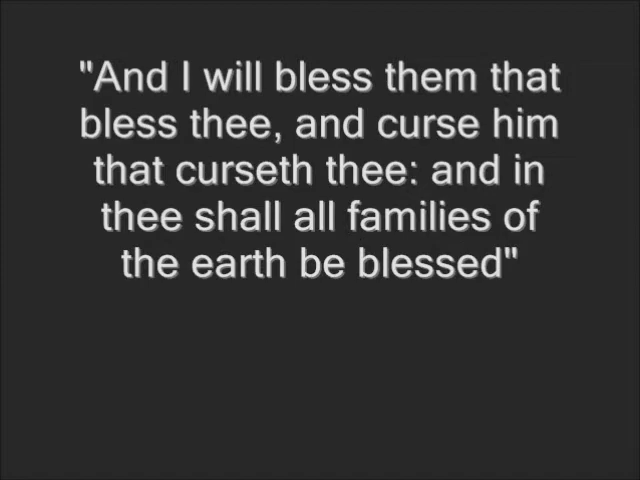 "And I will bless them that
bless thee, and curse him
that curseth thee: and in
thee shall all families of
the earth be blessed"